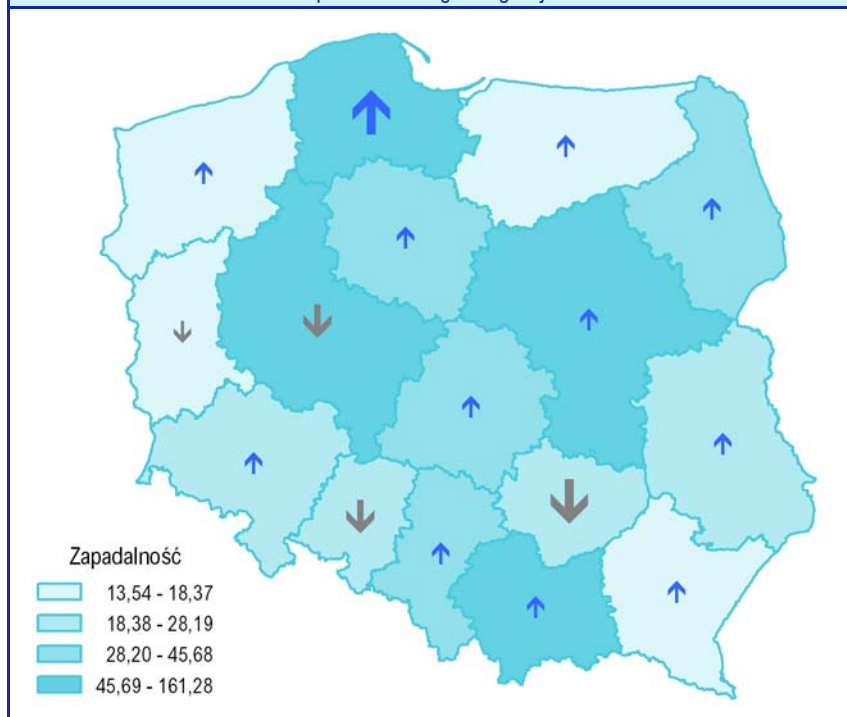 Zapadalność
13,54 - 18,37
18,38 - 28,19
28,20 - 45,68
45,69 - 161,28